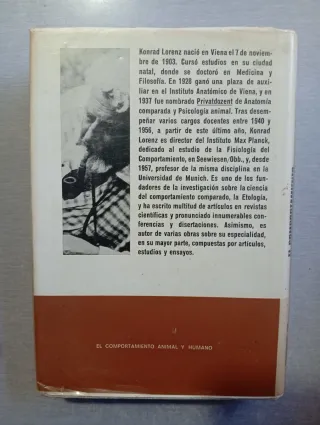 Konrad Lorenz nació en Viena el 7 de noviem-
bre de 1903. Cursó estudios en su ciudad
natal, donde se doctoró en Medicina y
Filosofía. En 1928 ganó una plaza de auxi-
liar en el Instituto Anatómico de Viena, y en
1937 fue nombrado Privatdozent de Anatomía
comparada y Psicología animal. Tras desem-
peñar varios cargos docentes entre 1940 y
1956, a partir de este último año, Konrad
Lorenz es director del Instituto Max Planck,
dedicado al estudio de la Fisiología del
Comportamiento, en Seewiesen/Obb., y, desde
1957, profesor de la misma disciplina en la
Universidad de Munich. Es uno de los fun-
dadores de la investigación sobre la ciencia
del comportamiento comparado, la Etología,
y ha escrito multitud de artículos en revistas
científicas y pronunciado innumerables con-
ferencias y disertaciones. Asimismo, es
autor de varias obras sobre su especialidad,
en su mayor parte, compuestas por artículos,
estudios y ensayos.
EL COMPORTAMIENTO ANIMAL Y HUMANO